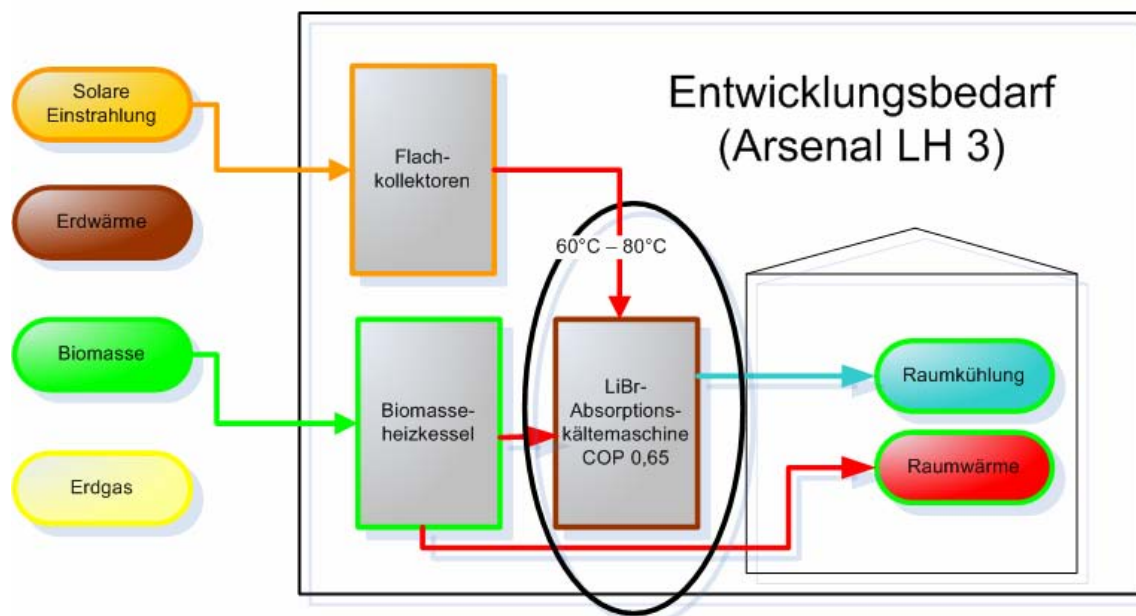 Entwicklungsbedarf
(Arsenal LH 3)
Solare
Einstrahlung
Flach-
kollektoren
Erdwärme
60°C – 80°C
Biomasse
Biomasse-
heizkessel
LiBr-
Absorptions-
kältemaschine
COP 0,65
Raumkühlung
Raumwärme
Erdgas